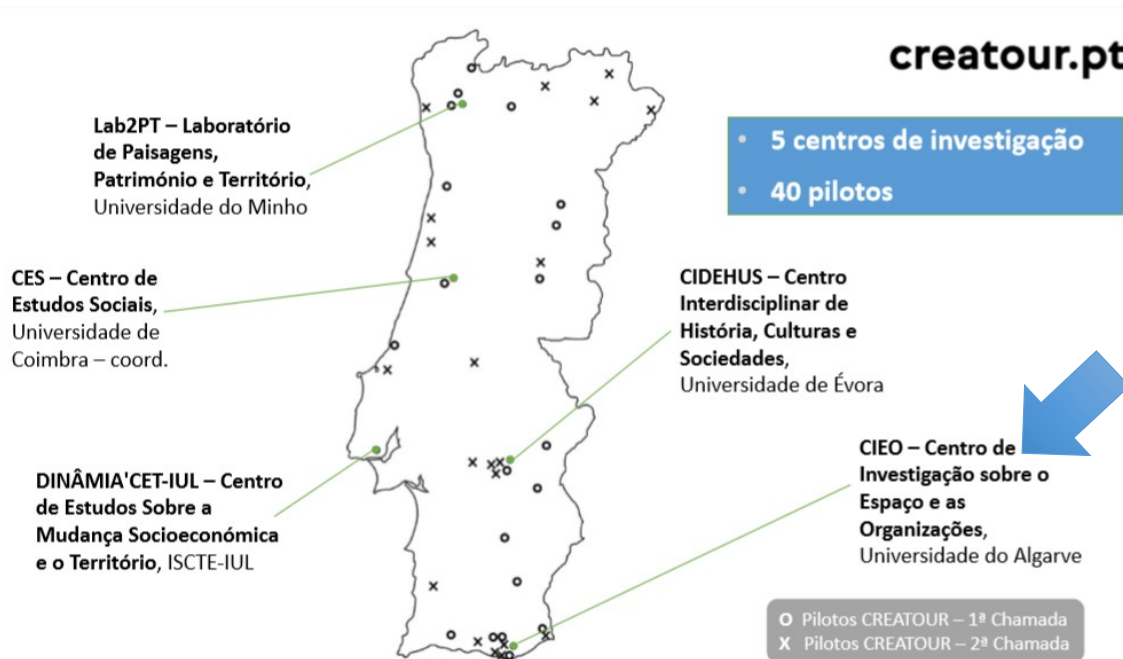 creatour.pt
• 5 centros de investigação
• 40 pilotos
Lab2PT – Laboratório
de Paisagens,
Património e Território,
Universidade do Minho
CES – Centro de
Estudos Sociais,
Universidade de
Coimbra – coord.
CIDEHUS – Centro
Interdisciplinar de
História, Culturas e
Sociedades,
Universidade de Évora
DINÂMIA'CET-IUL – Centro
de Estudos Sobre a
Mudança Socioeconómica
e o Território, ISCTE-IUL
CIEO – Centro de
Investigação sobre o
Espaço e as
Organizações,
Universidade do Algarve
O Pilotos CREATOUR – 1ª Chamada
X Pilotos CREATOUR – 2ª Chamada